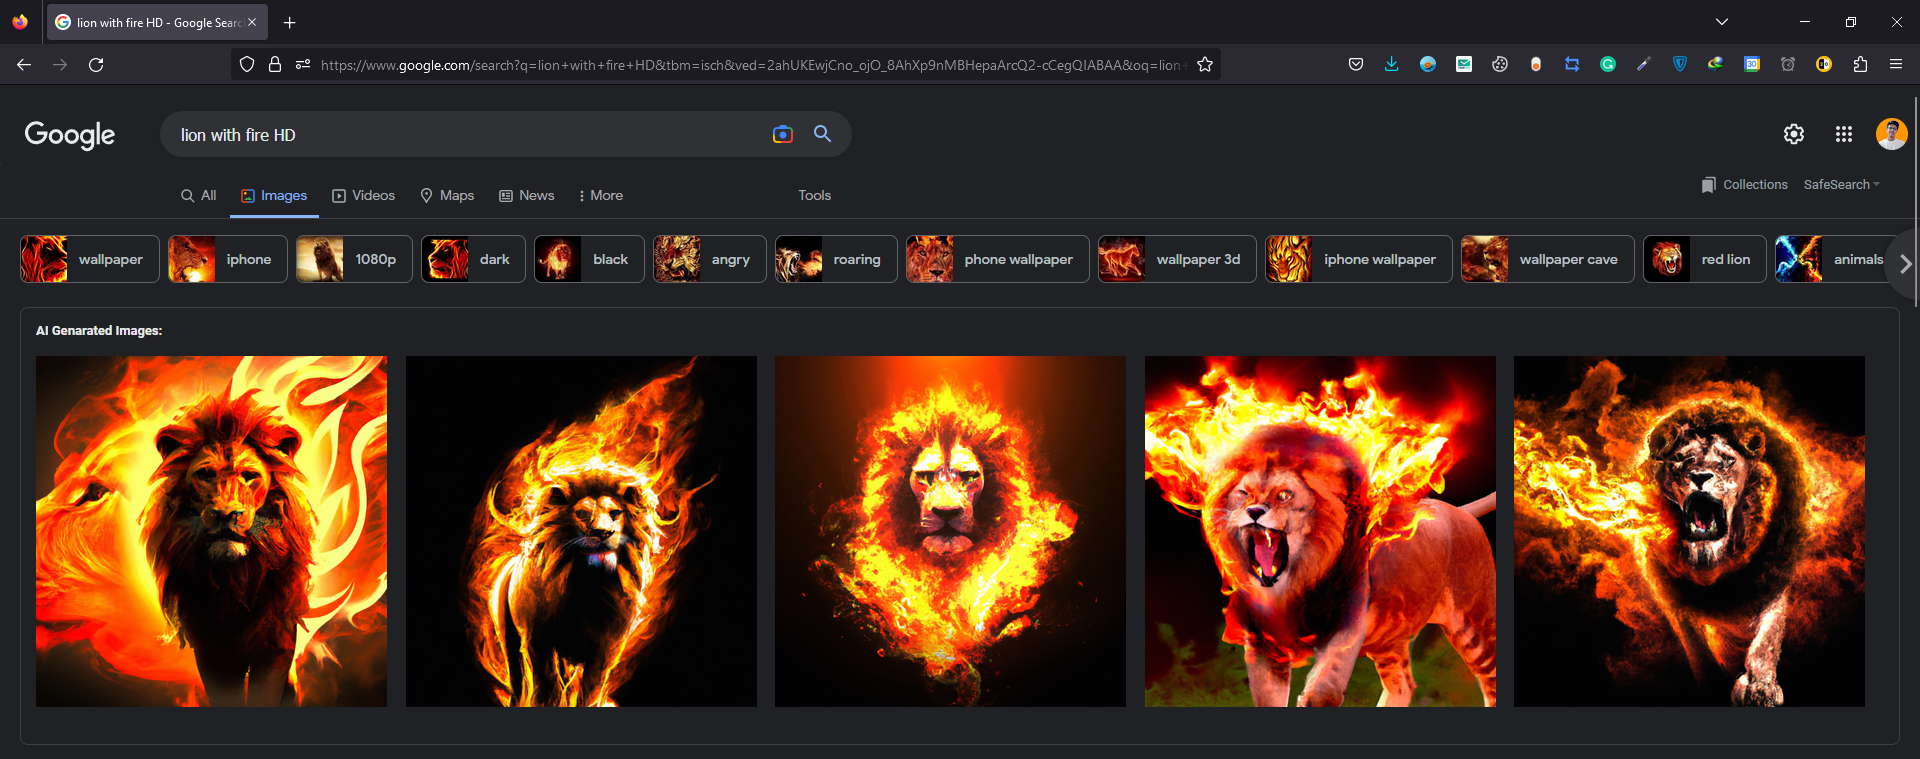 lion with fire HD - Google Searc
https://www.google.com/search?q=lion+with+fire+HD&tbm=isch&ved=2ahUKEwjCno_ojO_8AhXp9nMBHepaArcQ2-cCegQIABAA&oq=lion+
Google
lion with fire HD
All Images Videos Maps News More Tools
Collections SafeSearch
wallpaper iphone 1080p dark black angry roaring phone wallpaper wallpaper 3d iphone wallpaper wallpaper cave red lion animals
AI Genarated Images: